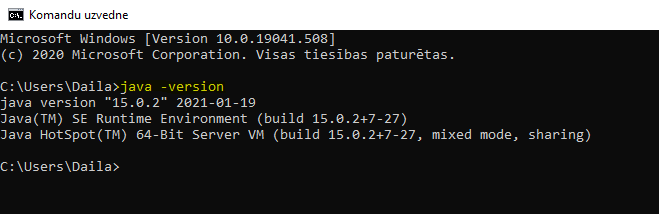 Komandu uzvedne
Microsoft Windows [Version 10.0.19041.508]
(c) 2020 Microsoft Corporation. Visas tiesības paturētas.
C:\Users\Daila>java -version
java version "15.0.2" 2021-01-19
Java(TM) SE Runtime Environment (build 15.0.2+7-27)
Java HotSpot(TM) 64-Bit Server VM (build 15.0.2+7-27, mixed mode, sharing)
C:\Users\Daila>